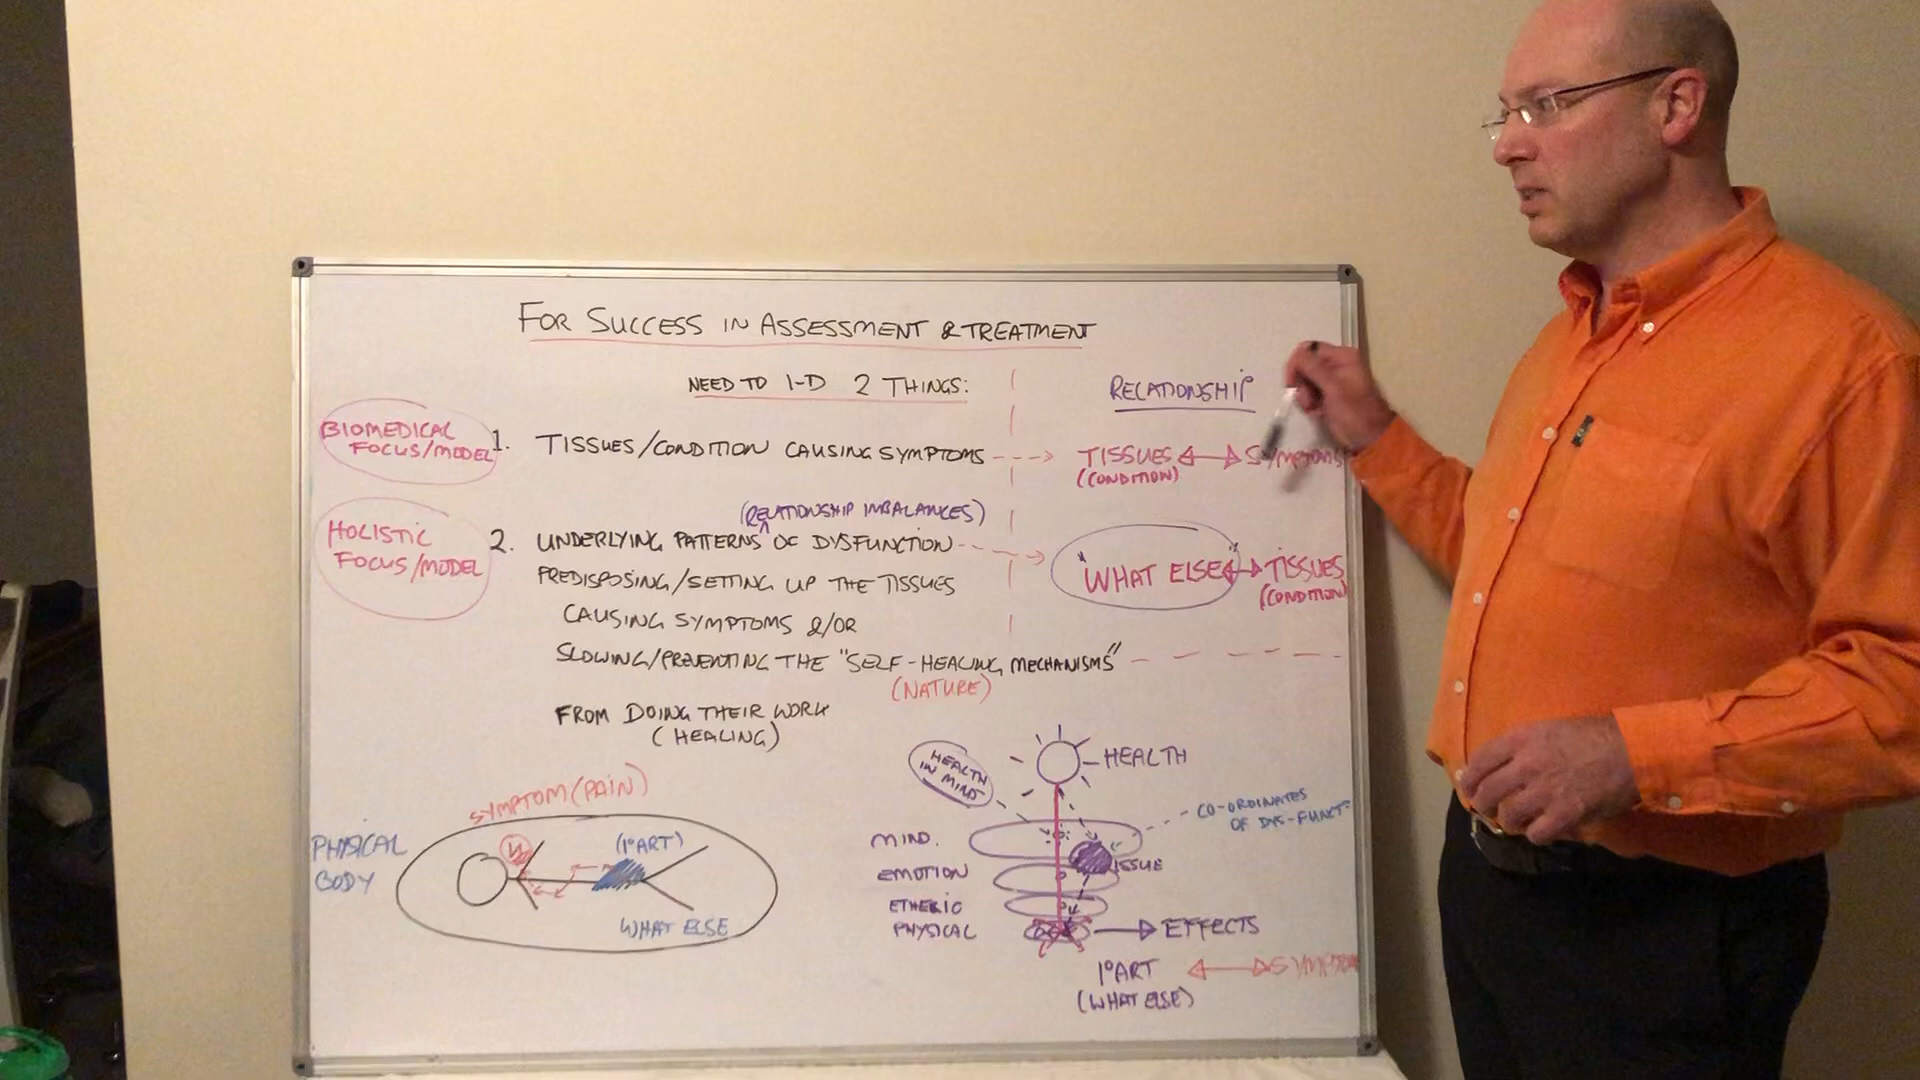 FOR SUCCESS IN ASSESSMENT & TREATMENT
NEED TO I-D 2 THINGS:
RELATIONSHIP
BIOMEDICAL
FOCUS/MODEL
1. TISSUES/CONDITION CAUSING SYMPTOMS
TISSUES SYMPTOMS
(CONDITION)
(RELATIONSHIP IMBALANCES)
HOLISTIC
FOCUS/MODEL
2. UNDERLYING PATTERNS OF DYSFUNCTION
PREDISPOSING/SETTING UP THE TISSUES
CAUSING SYMPTOMS &/OR
SLOWING/PREVENTING THE "SELF-HEALING MECHANISMS"
(NATURE)
FROM DOING THEIR WORK
(HEALING)
"WHAT ELSE" TISSUES
(CONDITION)
SYMPTOM (PAIN)
PHYSICAL
BODY
(1°ART)
WHAT ELSE
HEALTH
IN MIND
HEALTH
CO-ORDINATES
OF DYS-FUNCT-
MIND.
ISSUE
EMOTION
ETHERIC
PHYSICAL
EFFECTS
1°ART SYMPTOM
(WHAT ELSE)